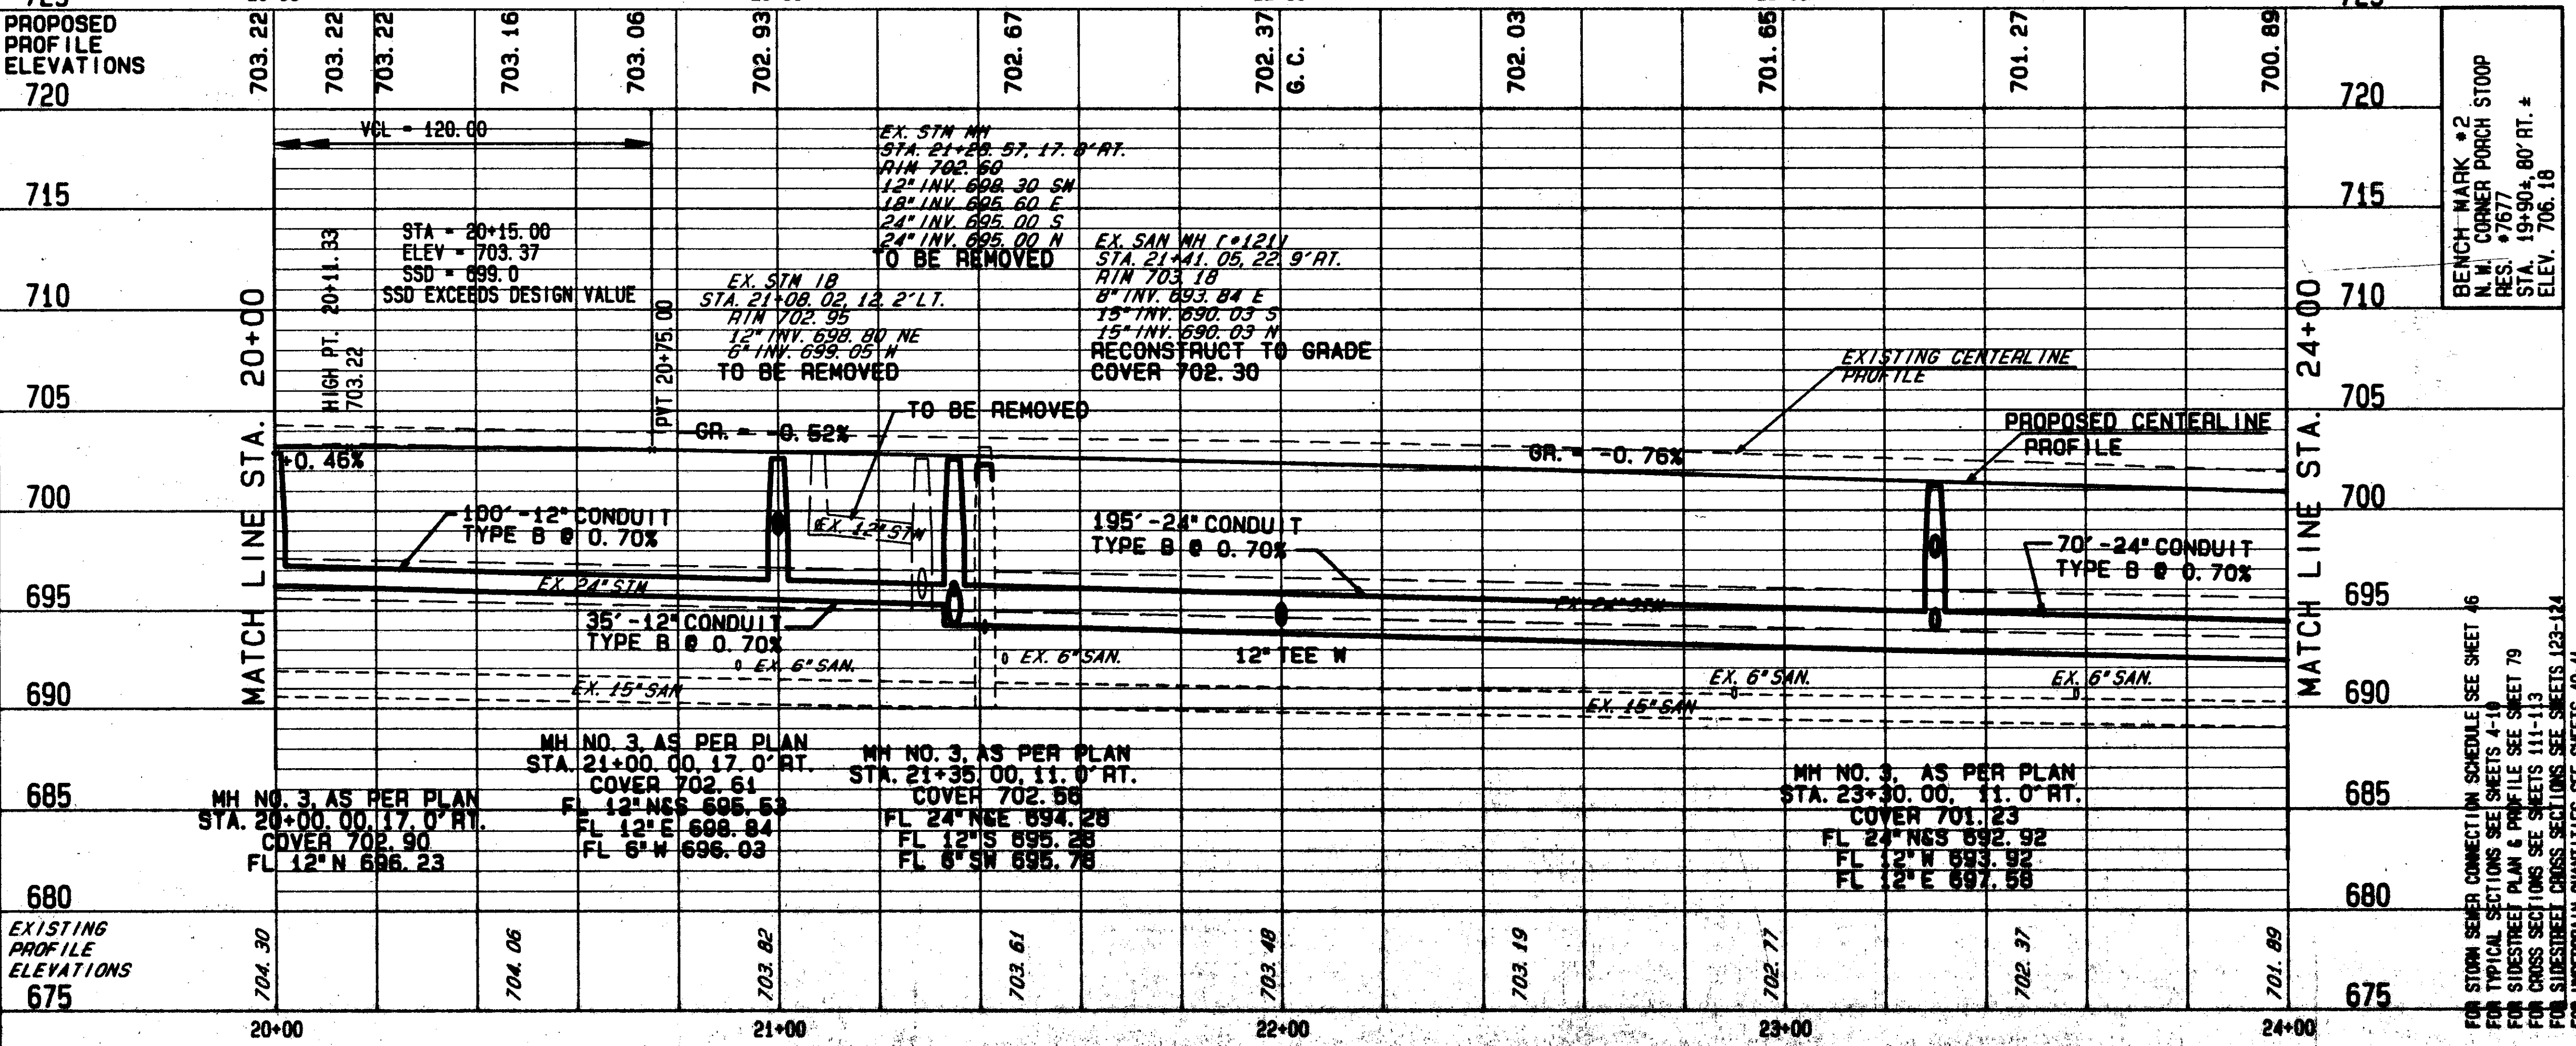 PROPOSED
PROFILE
ELEVATIONS
703.22
703.22
703.22
703.16
703.06
702.93
702.67
702.37
G. C.
702.03
701.65
701.27
700.89
720
720
VCL = 120.00
EX. STM MH
17.8' RT.
RIM 702.60
12" INV. 698.30 SW
18" INV. 695.60 E
24" INV. 695.00 S
24" INV. 695.00 N
TO BE REMOVED
715
715
STA = 20+15.00
ELEV = 703.37
SSD = 699.0
SSD EXCEEDS DESIGN VALUE
HIGH PT. 20+11.33
703.22
EX. SAN MH (#121)
STA. 21+41.05, 22.9' RT.
RIM 703.18
8" INV. 693.84 E
15" INV. 690.03 S
15" INV. 690.03 N
RECONSTRUCT TO GRADE
COVER 702.30
EX. STM IB
STA. 21+08.02, 12.2' LT.
RIM 702.95
12" INV. 698.80 NE
6" INV. 699.05 W
TO BE REMOVED
710
710
PVT 20+75.00
MATCH LINE STA. 20+00
MATCH LINE STA. 24+00
EXISTING CENTERLINE
PROFILE
705
705
TO BE REMOVED
GR. = -0.52%
+0.46%
GR. = -0.76%
PROPOSED CENTERLINE
PROFILE
700
700
100'-12" CONDUIT
TYPE B @ 0.70%
EX. 12" STM
195'-24" CONDUIT
TYPE B @ 0.70%
70'-24" CONDUIT
TYPE B @ 0.70%
EX. 24" STM
EX. 24" STM
695
695
35'-12" CONDUIT
TYPE B @ 0.70%
EX. 6" SAN.
EX. 6" SAN.
12" TEE W
EX. 6" SAN.
EX. 6" SAN.
EX. 15" SAN
EX. 15" SAN
690
690
MH NO. 3, AS PER PLAN
STA. 20+00.00, 17.0' RT.
COVER 702.90
FL 12" N 696.23
MH NO. 3, AS PER PLAN
STA. 21+00.00, 17.0' RT.
COVER 702.61
FL 12" N&S 695.53
FL 12" E 698.84
FL 6" W 696.03
MH NO. 3, AS PER PLAN
STA. 21+35.00, 11.0' RT.
COVER 702.56
FL 24" N&E 694.28
FL 12" S 695.28
FL 6" SW 695.78
MH NO. 3, AS PER PLAN
STA. 23+30.00, 11.0' RT.
COVER 701.23
FL 24" N&S 692.92
FL 12" W 693.92
FL 12" E 697.58
685
685
680
680
EXISTING
PROFILE
ELEVATIONS
704.30
704.06
703.82
703.61
703.48
703.19
702.77
702.37
701.89
675
675
20+00
21+00
22+00
23+00
24+00
BENCH MARK #2
N. W. CORNER PORCH STOOP
RES. #7677
STA. 19+90±, 80' RT. ±
ELEV. 706.18
FOR STORM SEWER CONNECTION SCHEDULE SEE SHEET 46
FOR TYPICAL SECTIONS SEE SHEETS 4-10
FOR SIDESTREET PLAN & PROFILE SEE SHEET 79
FOR CROSS SECTIONS SEE SHEETS 111-113
FOR SIDESTREET CROSS SECTIONS SEE SHEETS 123-124